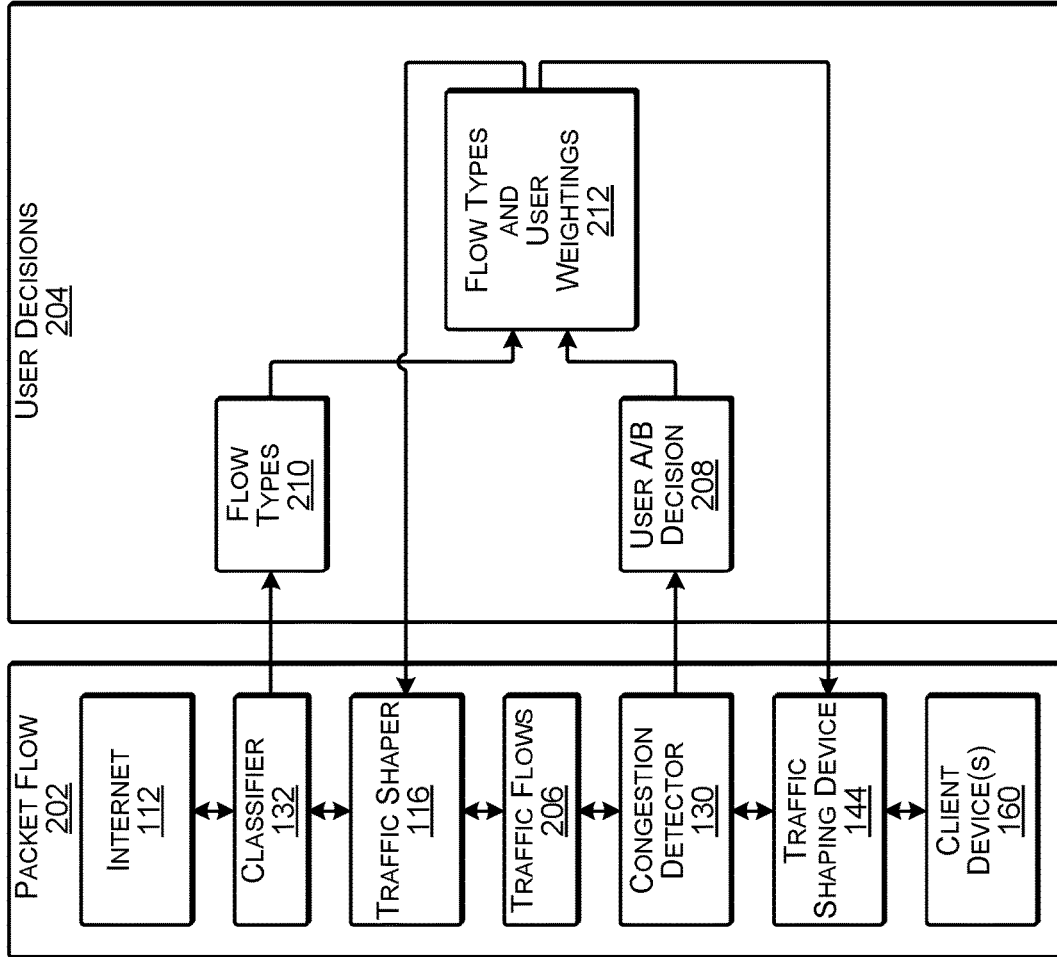 PACKET FLOW
202
INTERNET
112
CLASSIFIER
132
TRAFFIC SHAPER
116
TRAFFIC FLOWS
206
CONGESTION
DETECTOR
130
TRAFFIC
SHAPING DEVICE
144
CLIENT
DEVICE(S)
160
USER DECISIONS
204
FLOW
TYPES
210
USER A/B
DECISION
208
FLOW TYPES
AND
USER
WEIGHTINGS
212